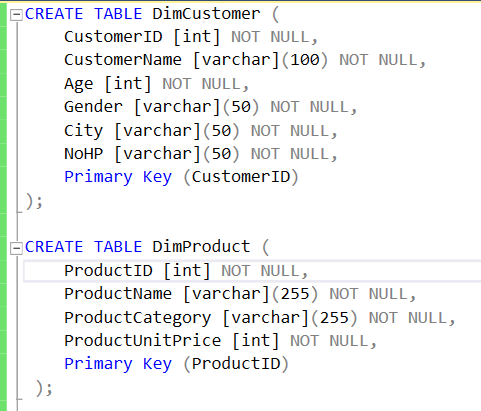 CREATE TABLE DimCustomer (
CustomerID [int] NOT NULL,
CustomerName [varchar](100) NOT NULL,
Age [int] NOT NULL,
Gender [varchar](50) NOT NULL,
City [varchar](50) NOT NULL,
NoHP [varchar](50) NOT NULL,
Primary Key (CustomerID)
);
CREATE TABLE DimProduct (
ProductID [int] NOT NULL,
ProductName [varchar](255) NOT NULL,
ProductCategory [varchar](255) NOT NULL,
ProductUnitPrice [int] NOT NULL,
Primary Key (ProductID)
);